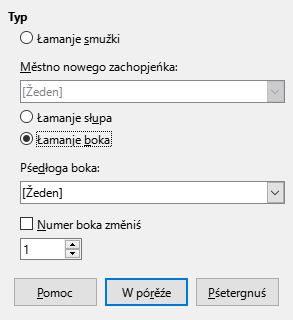 Typ
Łamanje smužki
Městno nowego zachopjeńka:
[Žeden]
Łamanje słupa
Łamanje boka
Pśedłoga boka:
[Žeden]
Numer boka změniś
1
Pomoc
W pórěźe
Pśetergnuś